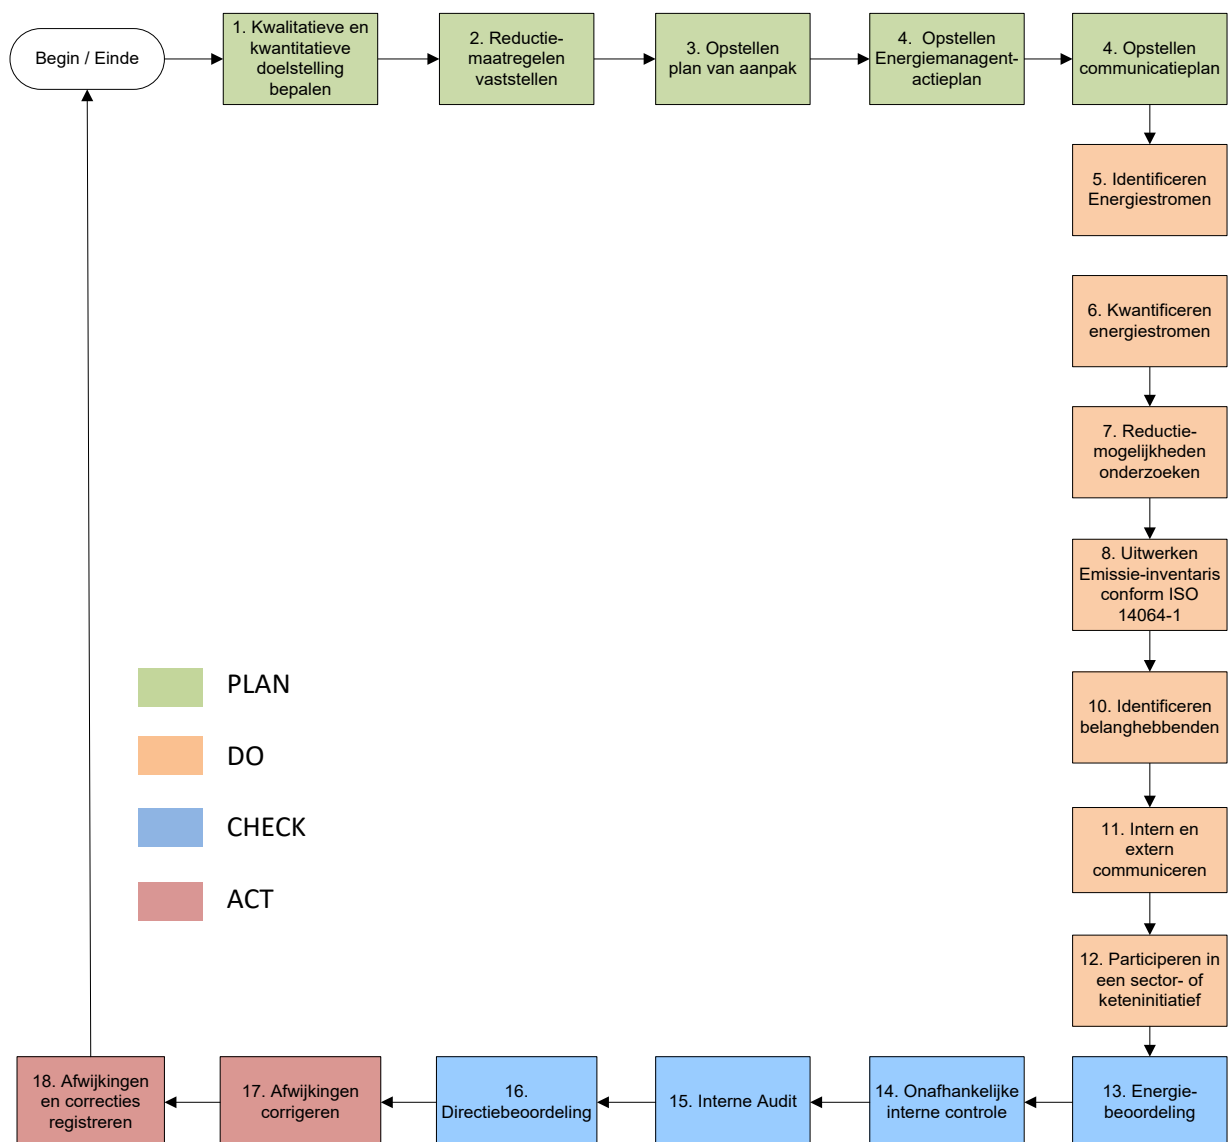 Begin / Einde
1. Kwalitatieve en
kwantitatieve
doelstelling
bepalen
2. Reductie-
maatregelen
vaststellen
3. Opstellen
plan van aanpak
4. Opstellen
Energiemanagent-
actieplan
4. Opstellen
communicatieplan
5. Identificeren
Energiestromen
6. Kwantificeren
energiestromen
7. Reductie-
mogelijkheden
onderzoeken
8. Uitwerken
Emissie-inventaris
conform ISO
14064-1
10. Identificeren
belanghebbenden
11. Intern en
extern
communiceren
12. Participeren in
een sector- of
keteninitiatief
13. Energie-
beoordeling
14. Onafhankelijke
interne controle
15. Interne Audit
16.
Directiebeoordeling
17. Afwijkingen
corrigeren
18. Afwijkingen
en correcties
registreren
PLAN
DO
CHECK
ACT